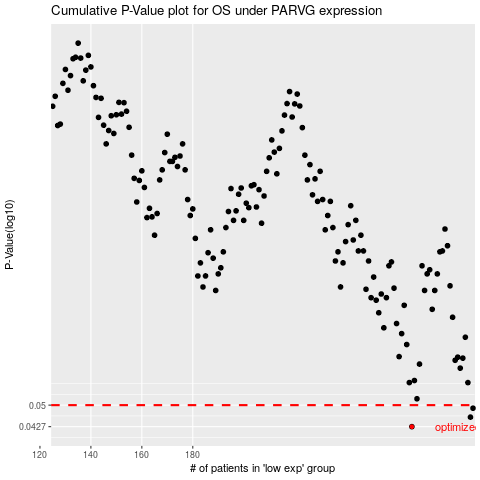 Cumulative P-Value plot for OS under PARVG expression
P-Value(log10)
0.05
0.0427
optimize
120 140 160 180
# of patients in 'low exp' group